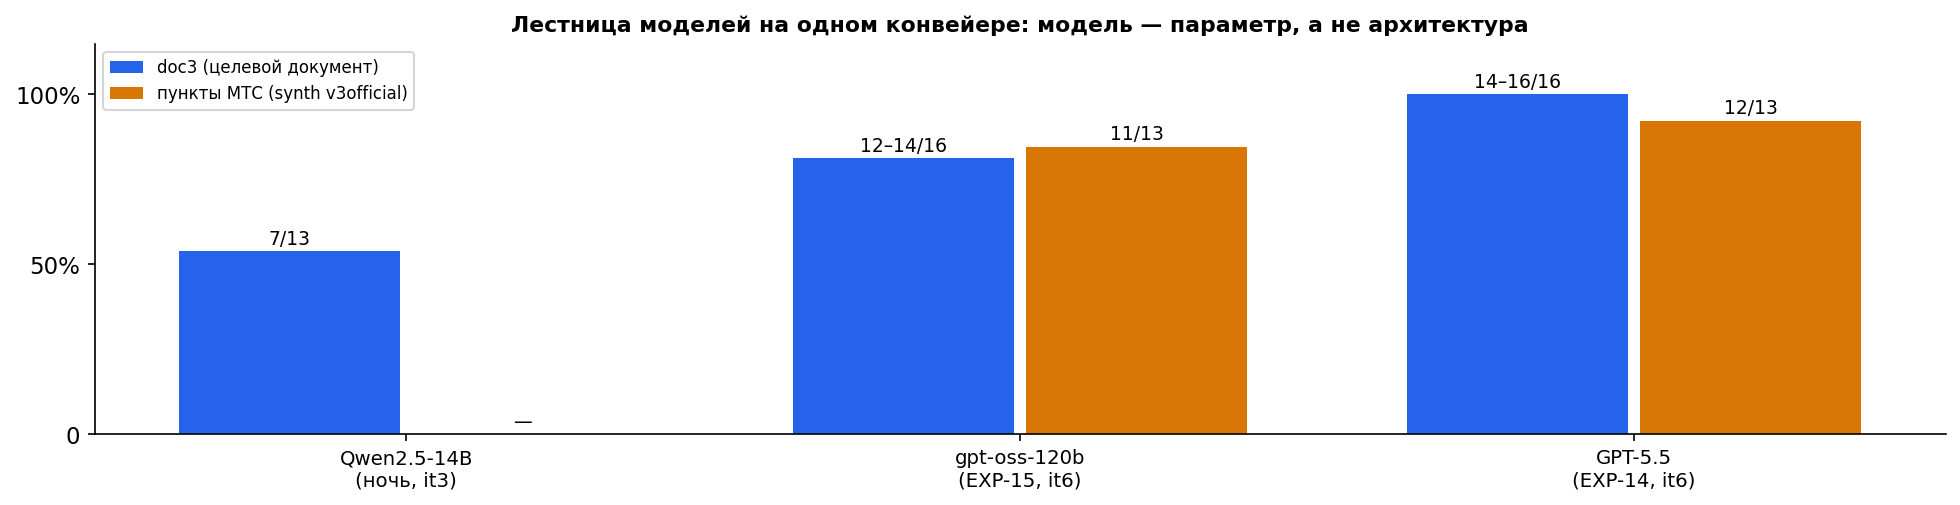 Лестница моделей на одном конвейере: модель — параметр, а не архитектура
doc3 (целевой документ)
пункты МТС (synth v3official)
100%
50%
0
7/13
—
12–14/16
11/13
14–16/16
12/13
Qwen2.5-14B
(ночь, it3)
gpt-oss-120b
(EXP-15, it6)
GPT-5.5
(EXP-14, it6)